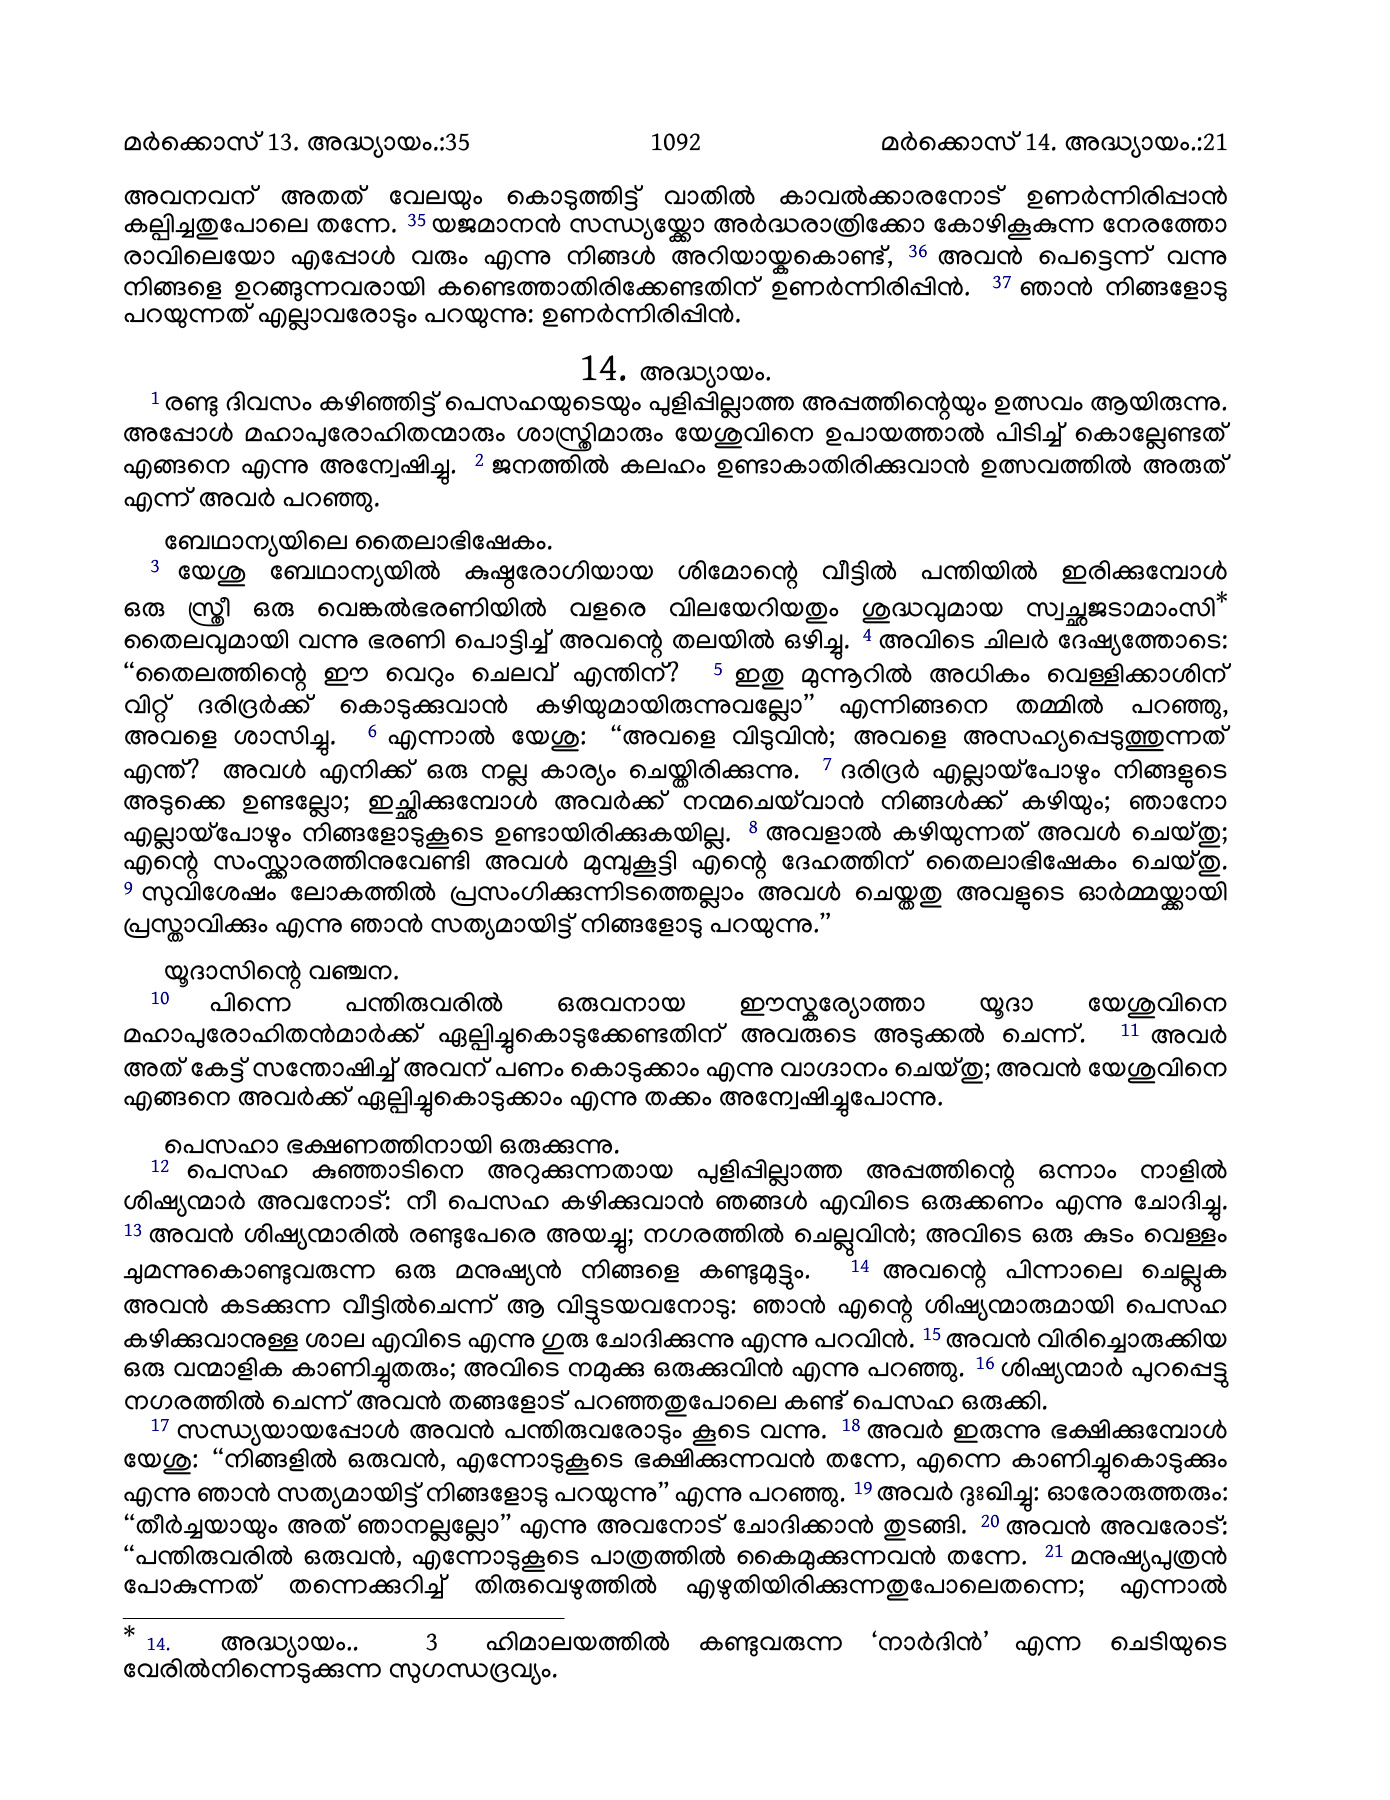 മർക്കൊസ് 13. അദ്ധ്യായം.:35 1092 മർക്കൊസ് 14. അദ്ധ്യായം.:21
അവനവന് അതത് വേലയും കൊടുത്തിട്ട് വാതിൽ കാവൽക്കാരനോട് ഉണർന്നിരിപ്പാൻ
കല്പിച്ചതുപോലെ തന്നേ. 35 യജമാനൻ സന്ധ്യയ്ക്കോ അർദ്ധരാത്രിക്കോ കോഴികൂകുന്ന നേരത്തോ
രാവിലെയോ എപ്പോൾ വരും എന്നു നിങ്ങൾ അറിയായ്കകൊണ്ട്, 36 അവൻ പെട്ടെന്ന് വന്നു
നിങ്ങളെ ഉറങ്ങുന്നവരായി കണ്ടെത്താതിരിക്കേണ്ടതിന് ഉണർന്നിരിപ്പിൻ. 37 ഞാൻ നിങ്ങളോടു
പറയുന്നത് എല്ലാവരോടും പറയുന്നു: ഉണർന്നിരിപ്പിൻ.
14. അദ്ധ്യായം.
1 രണ്ടു ദിവസം കഴിഞ്ഞിട്ട് പെസഹയുടെയും പുളിപ്പില്ലാത്ത അപ്പത്തിന്റെയും ഉത്സവം ആയിരുന്നു.
അപ്പോൾ മഹാപുരോഹിതന്മാരും ശാസ്ത്രിമാരും യേശുവിനെ ഉപായത്താൽ പിടിച്ച് കൊല്ലേണ്ടത്
എങ്ങനെ എന്നു അന്വേഷിച്ചു. 2 ജനത്തിൽ കലഹം ഉണ്ടാകാതിരിക്കുവാൻ ഉത്സവത്തിൽ അരുത്
എന്ന് അവർ പറഞ്ഞു.
ബേഥാന്യയിലെ തൈലാഭിഷേകം.
3 യേശു ബേഥാന്യയിൽ കുഷ്ഠരോഗിയായ ശിമോന്റെ വീട്ടിൽ പന്തിയിൽ ഇരിക്കുമ്പോൾ
ഒരു സ്ത്രീ ഒരു വെങ്കൽഭരണിയിൽ വളരെ വിലയേറിയതും ശുദ്ധവുമായ സ്വച്ഛജടാമാംസി*
തൈലവുമായി വന്നു ഭരണി പൊട്ടിച്ച് അവന്റെ തലയിൽ ഒഴിച്ചു. 4 അവിടെ ചിലർ ദേഷ്യത്തോടെ:
“തൈലത്തിന്റെ ഈ വെറും ചെലവ് എന്തിന്? 5 ഇതു മുന്നൂറിൽ അധികം വെള്ളിക്കാശിന്
വിറ്റ് ദരിദ്രർക്ക് കൊടുക്കുവാൻ കഴിയുമായിരുന്നുവല്ലോ” എന്നിങ്ങനെ തമ്മിൽ പറഞ്ഞു,
അവളെ ശാസിച്ചു. 6 എന്നാൽ യേശു: “അവളെ വിടുവിൻ; അവളെ അസഹ്യപ്പെടുത്തുന്നത്
എന്ത്? അവൾ എനിക്ക് ഒരു നല്ല കാര്യം ചെയ്തിരിക്കുന്നു. 7 ദരിദ്രർ എല്ലായ്‌പോഴും നിങ്ങളുടെ
അടുക്കെ ഉണ്ടല്ലോ; ഇച്ഛിക്കുമ്പോൾ അവർക്ക് നന്മചെയ്‌വാൻ നിങ്ങൾക്ക് കഴിയും; ഞാനോ
എല്ലായ്‌പോഴും നിങ്ങളോടുകൂടെ ഉണ്ടായിരിക്കുകയില്ല. 8 അവളാൽ കഴിയുന്നത് അവൾ ചെയ്തു;
എന്റെ സംസ്ക്കാരത്തിനുവേണ്ടി അവൾ മുമ്പുകൂട്ടി എന്റെ ദേഹത്തിന് തൈലാഭിഷേകം ചെയ്തു.
9 സുവിശേഷം ലോകത്തിൽ പ്രസംഗിക്കുന്നിടത്തെല്ലാം അവൾ ചെയ്തതു അവളുടെ ഓർമ്മയ്ക്കായി
പ്രസ്താവിക്കും എന്നു ഞാൻ സത്യമായിട്ട് നിങ്ങളോടു പറയുന്നു.”
യൂദാസിന്റെ വഞ്ചന.
10 പിന്നെ പന്തിരുവരിൽ ഒരുവനായ ഈസ്കര്യോത്താ യൂദാ യേശുവിനെ
മഹാപുരോഹിതൻമാർക്ക് ഏല്പിച്ചുകൊടുക്കേണ്ടതിന് അവരുടെ അടുക്കൽ ചെന്ന്. 11 അവർ
അത് കേട്ട് സന്തോഷിച്ച് അവന് പണം കൊടുക്കാം എന്നു വാഗ്ദാനം ചെയ്തു; അവൻ യേശുവിനെ
എങ്ങനെ അവർക്ക് ഏല്പിച്ചുകൊടുക്കാം എന്നു തക്കം അന്വേഷിച്ചുപോന്നു.
പെസഹാ ഭക്ഷണത്തിനായി ഒരുക്കുന്നു.
12 പെസഹ കുഞ്ഞാടിനെ അറുക്കുന്നതായ പുളിപ്പില്ലാത്ത അപ്പത്തിന്റെ ഒന്നാം നാളിൽ
ശിഷ്യന്മാർ അവനോട്: നീ പെസഹ കഴിക്കുവാൻ ഞങ്ങൾ എവിടെ ഒരുക്കണം എന്നു ചോദിച്ചു.
13 അവൻ ശിഷ്യന്മാരിൽ രണ്ടുപേരെ അയച്ചു; നഗരത്തിൽ ചെല്ലുവിൻ; അവിടെ ഒരു കുടം വെള്ളം
ചുമന്നുകൊണ്ടുവരുന്ന ഒരു മനുഷ്യൻ നിങ്ങളെ കണ്ടുമുട്ടും. 14 അവന്റെ പിന്നാലെ ചെല്ലുക
അവൻ കടക്കുന്ന വീട്ടിൽചെന്ന് ആ വിട്ടുടയവനോടു: ഞാൻ എന്റെ ശിഷ്യന്മാരുമായി പെസഹ
കഴിക്കുവാനുള്ള ശാല എവിടെ എന്നു ഗുരു ചോദിക്കുന്നു എന്നു പറവിൻ. 15 അവൻ വിരിച്ചൊരുക്കിയ
ഒരു വന്മാളിക കാണിച്ചുതരും; അവിടെ നമുക്കു ഒരുക്കുവിൻ എന്നു പറഞ്ഞു. 16 ശിഷ്യന്മാർ പുറപ്പെട്ടു
നഗരത്തിൽ ചെന്ന് അവൻ തങ്ങളോട് പറഞ്ഞതുപോലെ കണ്ട് പെസഹ ഒരുക്കി.
17 സന്ധ്യയായപ്പോൾ അവൻ പന്തിരുവരോടും കൂടെ വന്നു. 18 അവർ ഇരുന്നു ഭക്ഷിക്കുമ്പോൾ
യേശു: “നിങ്ങളിൽ ഒരുവൻ, എന്നോടുകൂടെ ഭക്ഷിക്കുന്നവൻ തന്നേ, എന്നെ കാണിച്ചുകൊടുക്കും
എന്നു ഞാൻ സത്യമായിട്ട് നിങ്ങളോടു പറയുന്നു” എന്നു പറഞ്ഞു. 19 അവർ ദുഃഖിച്ചു: ഓരോരുത്തരും:
“തീർച്ചയായും അത് ഞാനല്ലല്ലോ” എന്നു അവനോട് ചോദിക്കാൻ തുടങ്ങി. 20 അവൻ അവരോട്:
“പന്തിരുവരിൽ ഒരുവൻ, എന്നോടുകൂടെ പാത്രത്തിൽ കൈമുക്കുന്നവൻ തന്നേ. 21 മനുഷ്യപുത്രൻ
പോകുന്നത് തന്നെക്കുറിച്ച് തിരുവെഴുത്തിൽ എഴുതിയിരിക്കുന്നതുപോലെതന്നെ; എന്നാൽ
* 14. അദ്ധ്യായം.. 3 ഹിമാലയത്തിൽ കണ്ടുവരുന്ന ‘നാർദിൻ’ എന്ന ചെടിയുടെ
വേരിൽനിന്നെടുക്കുന്ന സുഗന്ധദ്രവ്യം.